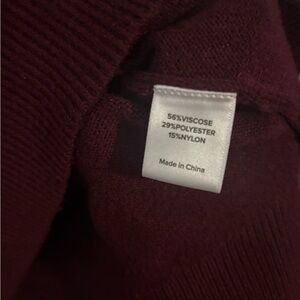 56%VISCOSE
29%POLYESTER
15%NYLON
Made in China